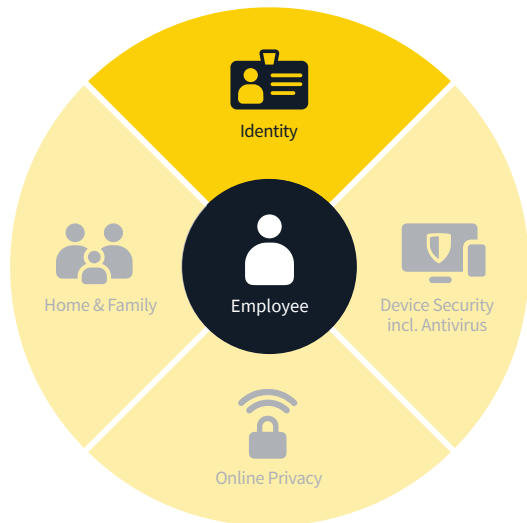 Identity
Home & Family
Employee
Device Security
incl. Antivirus
Online Privacy